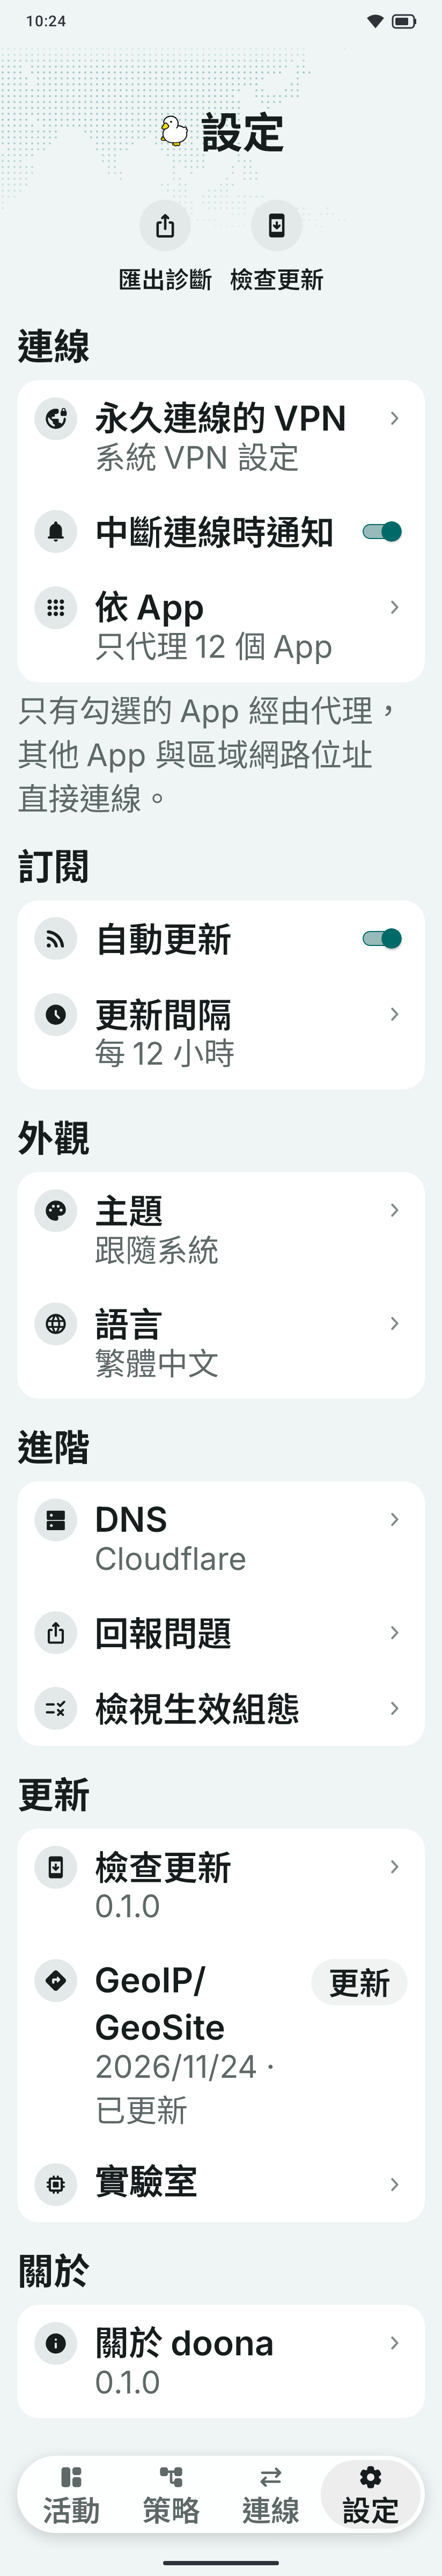 10:24
設定
匯出診斷 檢查更新
連線
永久連線的 VPN
系統 VPN 設定
中斷連線時通知
依 App
只代理 12 個 App
只有勾選的 App 經由代理，
其他 App 與區域網路位址
直接連線。
訂閱
自動更新
更新間隔
每 12 小時
外觀
主題
跟隨系統
語言
繁體中文
進階
DNS
Cloudflare
回報問題
檢視生效組態
更新
檢查更新
0.1.0
GeoIP/
GeoSite
更新
2026/11/24 ·
已更新
實驗室
關於
關於 doona
0.1.0
活動 策略 連線 設定